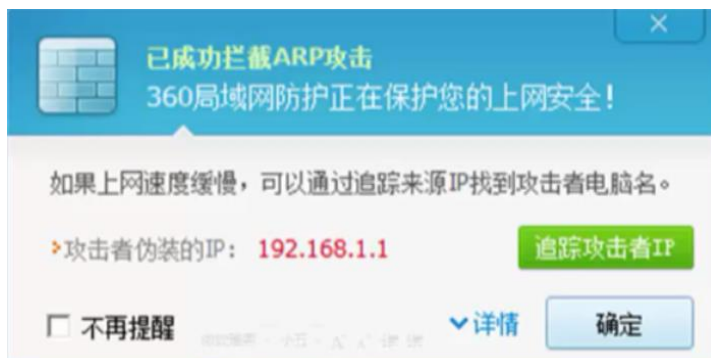 已成功拦截ARP攻击
360局域网防护正在保护您的上网安全！
如果上网速度缓慢，可以通过追踪来源IP找到攻击者电脑名。
攻击者伪装的IP： 192.168.1.1 追踪攻击者IP
不再提醒 详情 确定